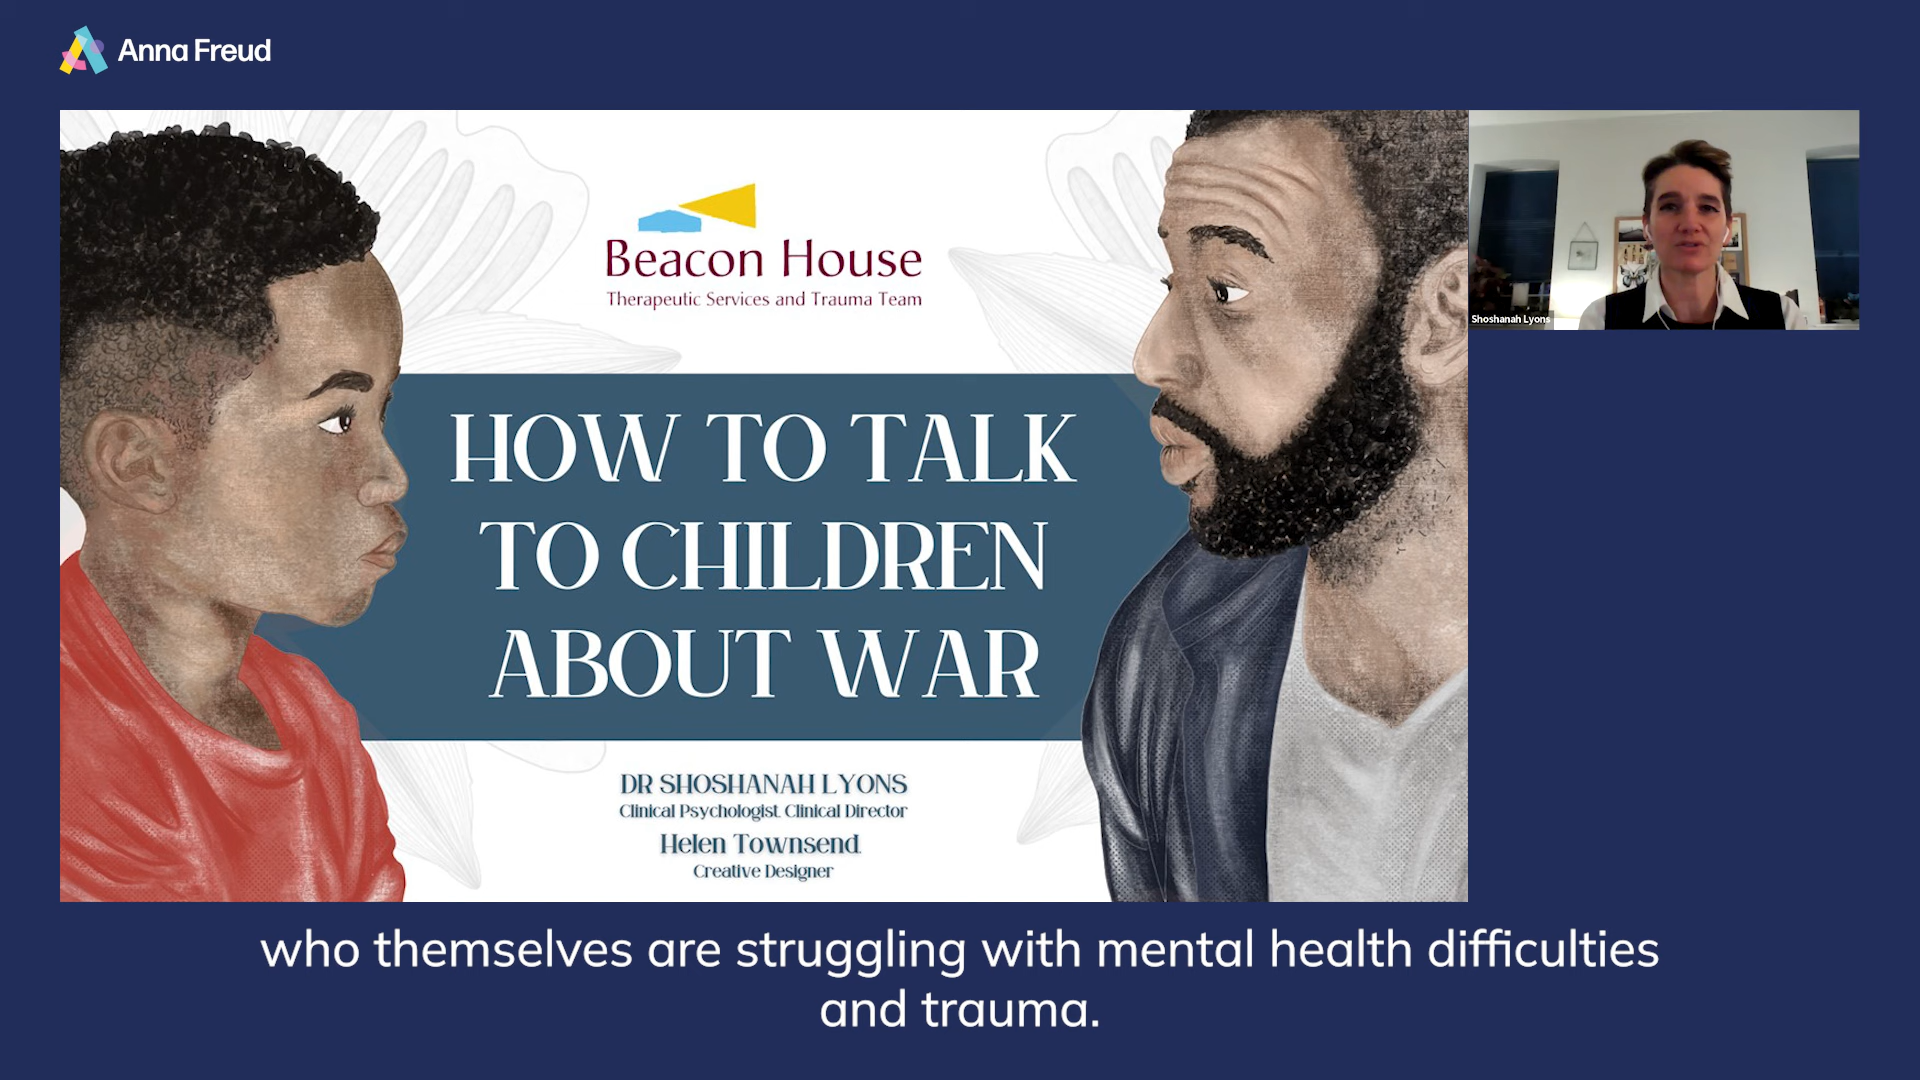 Anna Freud
Beacon House
Therapeutic Services and Trauma Team
Shoshanah Lyons
HOW TO TALK
TO CHILDREN
ABOUT WAR
DR SHOSHANAH LYONS
Clinical Psychologist, Clinical Director
Helen Townsend
Creative Designer
who themselves are struggling with mental health difficulties
and trauma.